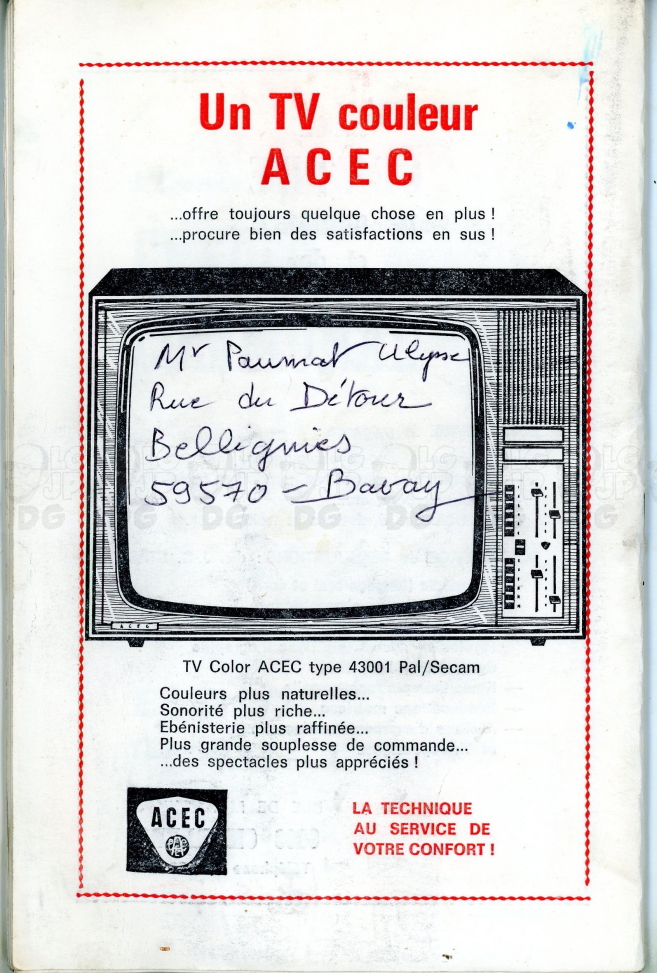 Un TV couleur
ACEC
...offre toujours quelque chose en plus !
...procure bien des satisfactions en sus !
Mr Paumat Ulysse
Rue du Détour
Bellignies
59570 - Bavay
ACEC
TV Color ACEC type 43001 Pal/Secam
Couleurs plus naturelles...
Sonorité plus riche...
Ebénisterie plus raffinée...
Plus grande souplesse de commande...
...des spectacles plus appréciés !
ACEC
LA TECHNIQUE
AU SERVICE DE
VOTRE CONFORT !